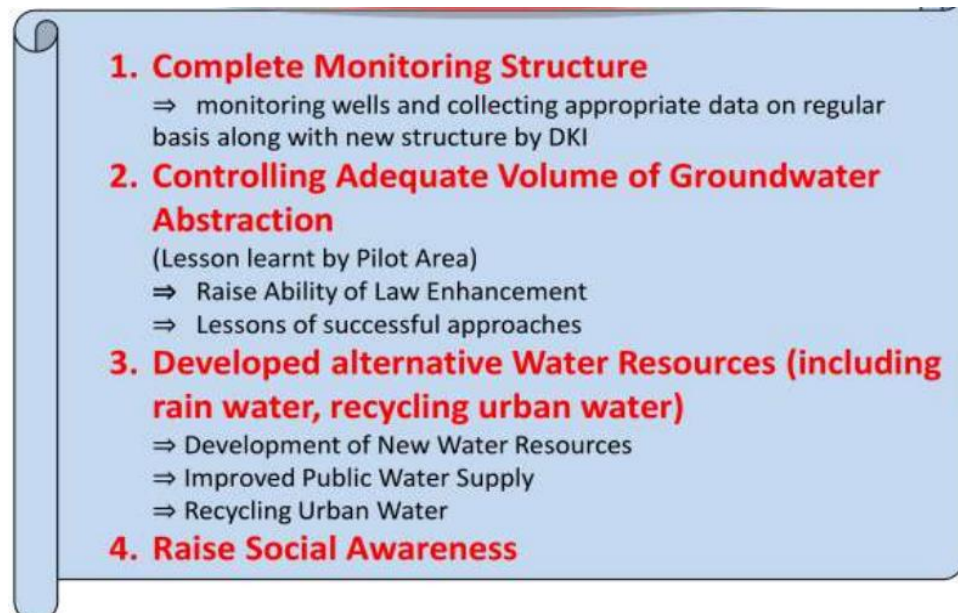 1. Complete Monitoring Structure
⇒ monitoring wells and collecting appropriate data on regular
basis along with new structure by DKI
2. Controlling Adequate Volume of Groundwater
Abstraction
(Lesson learnt by Pilot Area)
⇒ Raise Ability of Law Enhancement
⇒ Lessons of successful approaches
3. Developed alternative Water Resources (including
rain water, recycling urban water)
⇒ Development of New Water Resources
⇒ Improved Public Water Supply
⇒ Recycling Urban Water
4. Raise Social Awareness